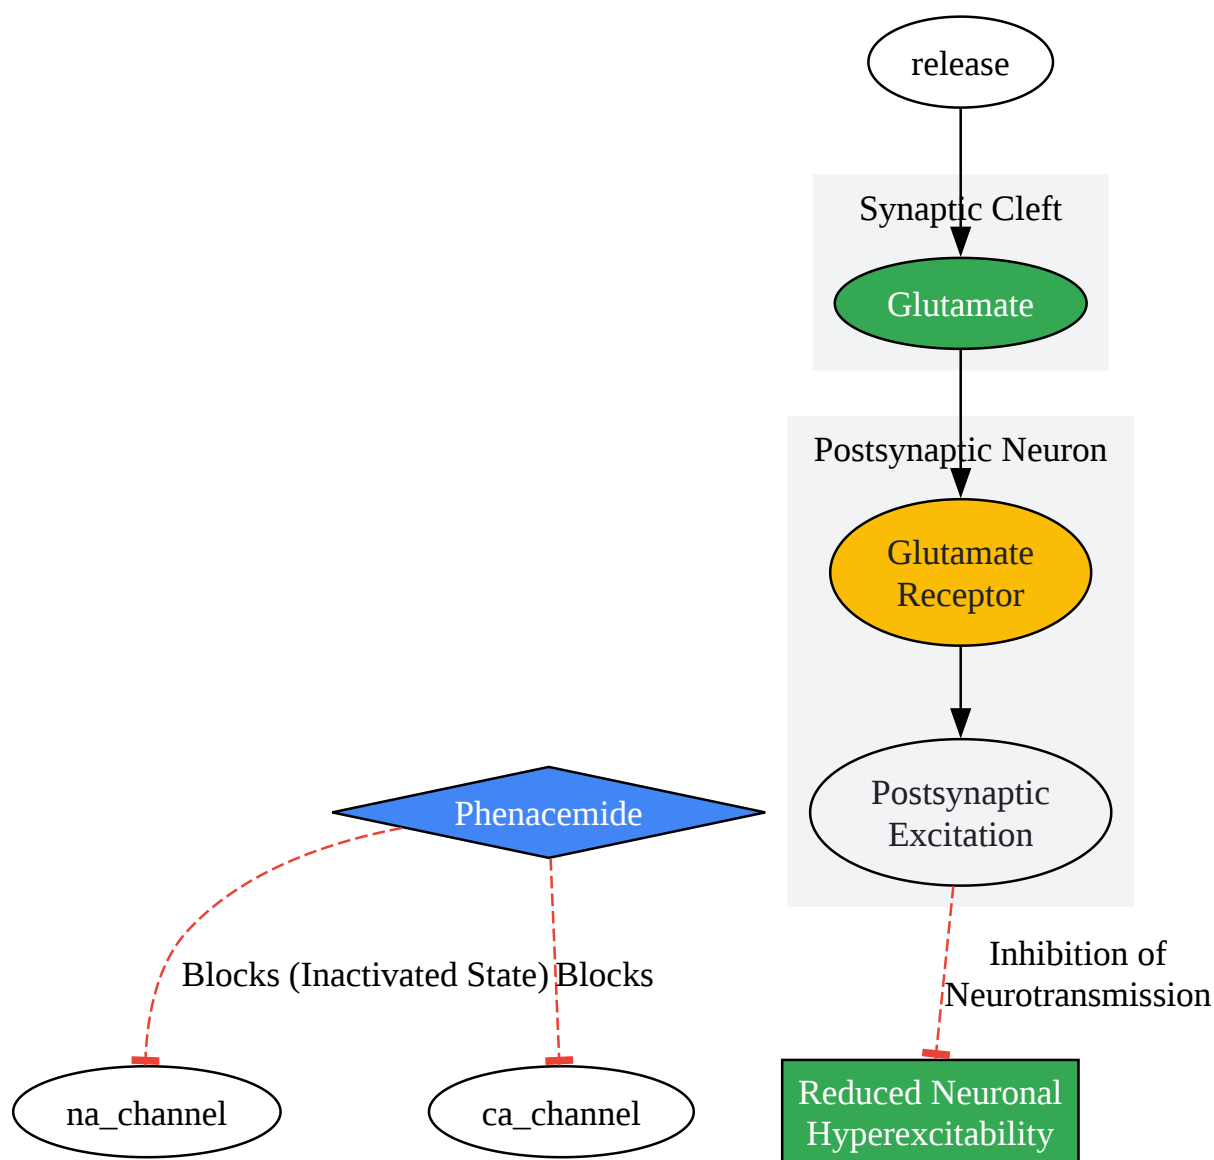 release
Synaptic Cleft
Glutamate
Postsynaptic Neuron
Glutamate
Receptor
Phenacemide
Postsynaptic
Excitation
Blocks (Inactivated State)
Blocks
Inhibition of
Neurotransmission
na_channel
ca_channel
Reduced Neuronal
Hyperexcitability